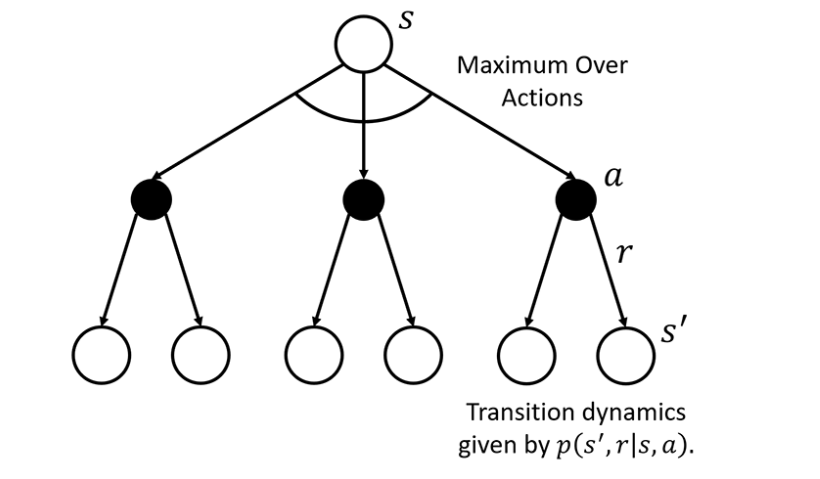 s
Maximum Over
Actions
a
r
s′
Transition dynamics
given by p(s′, r|s, a).